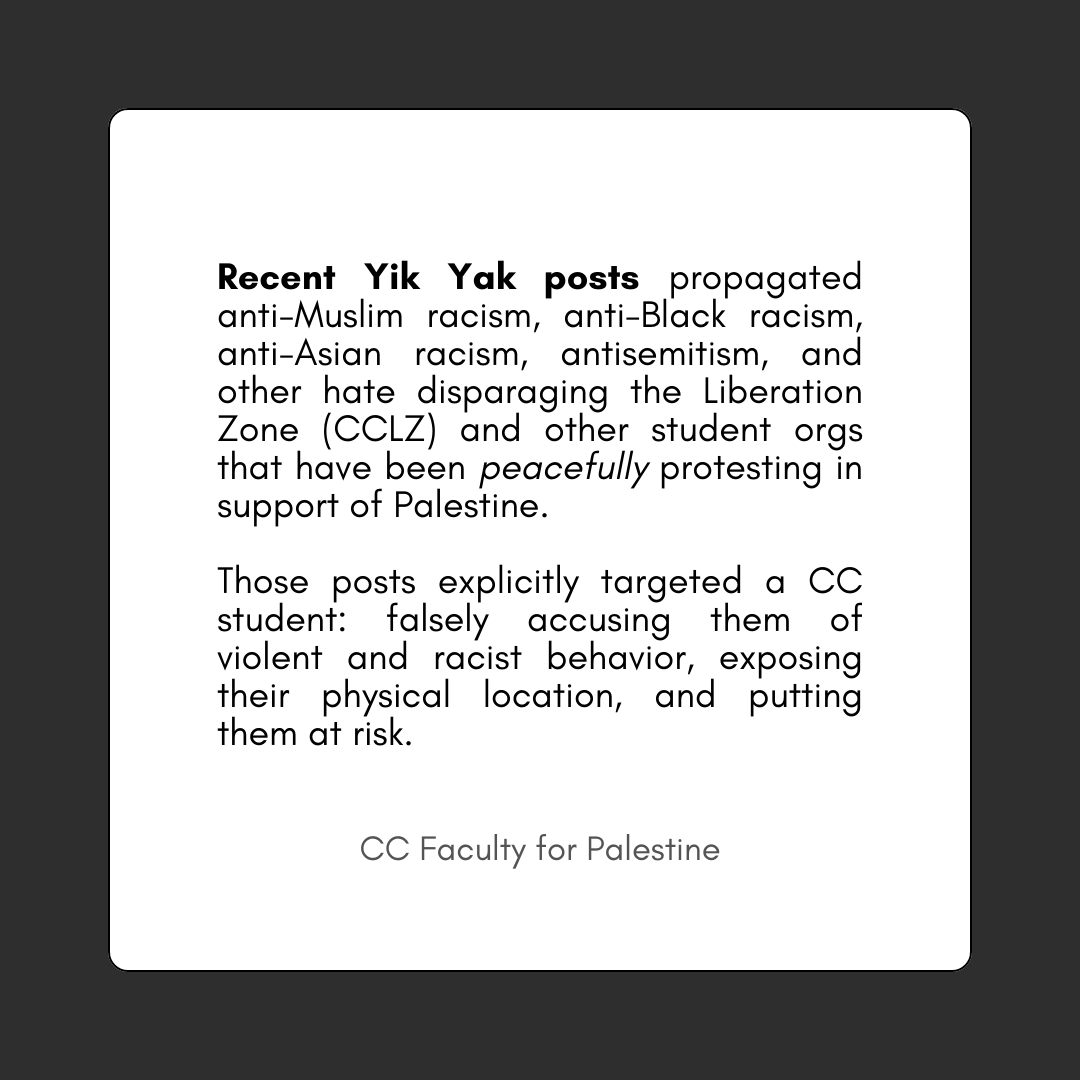 Recent Yik Yak posts propagated
anti-Muslim racism, anti-Black racism,
anti-Asian racism, antisemitism, and
other hate disparaging the Liberation
Zone (CCLZ) and other student orgs
that have been peacefully protesting in
support of Palestine.
Those posts explicitly targeted a CC
student: falsely accusing them of
violent and racist behavior, exposing
their physical location, and putting
them at risk.
CC Faculty for Palestine